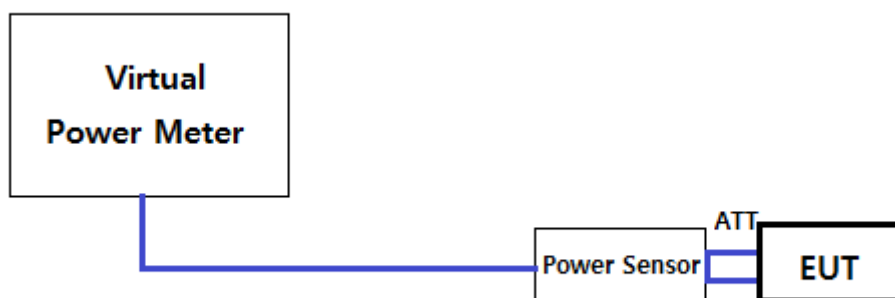 Virtual
Power Meter
ATT
Power Sensor
EUT